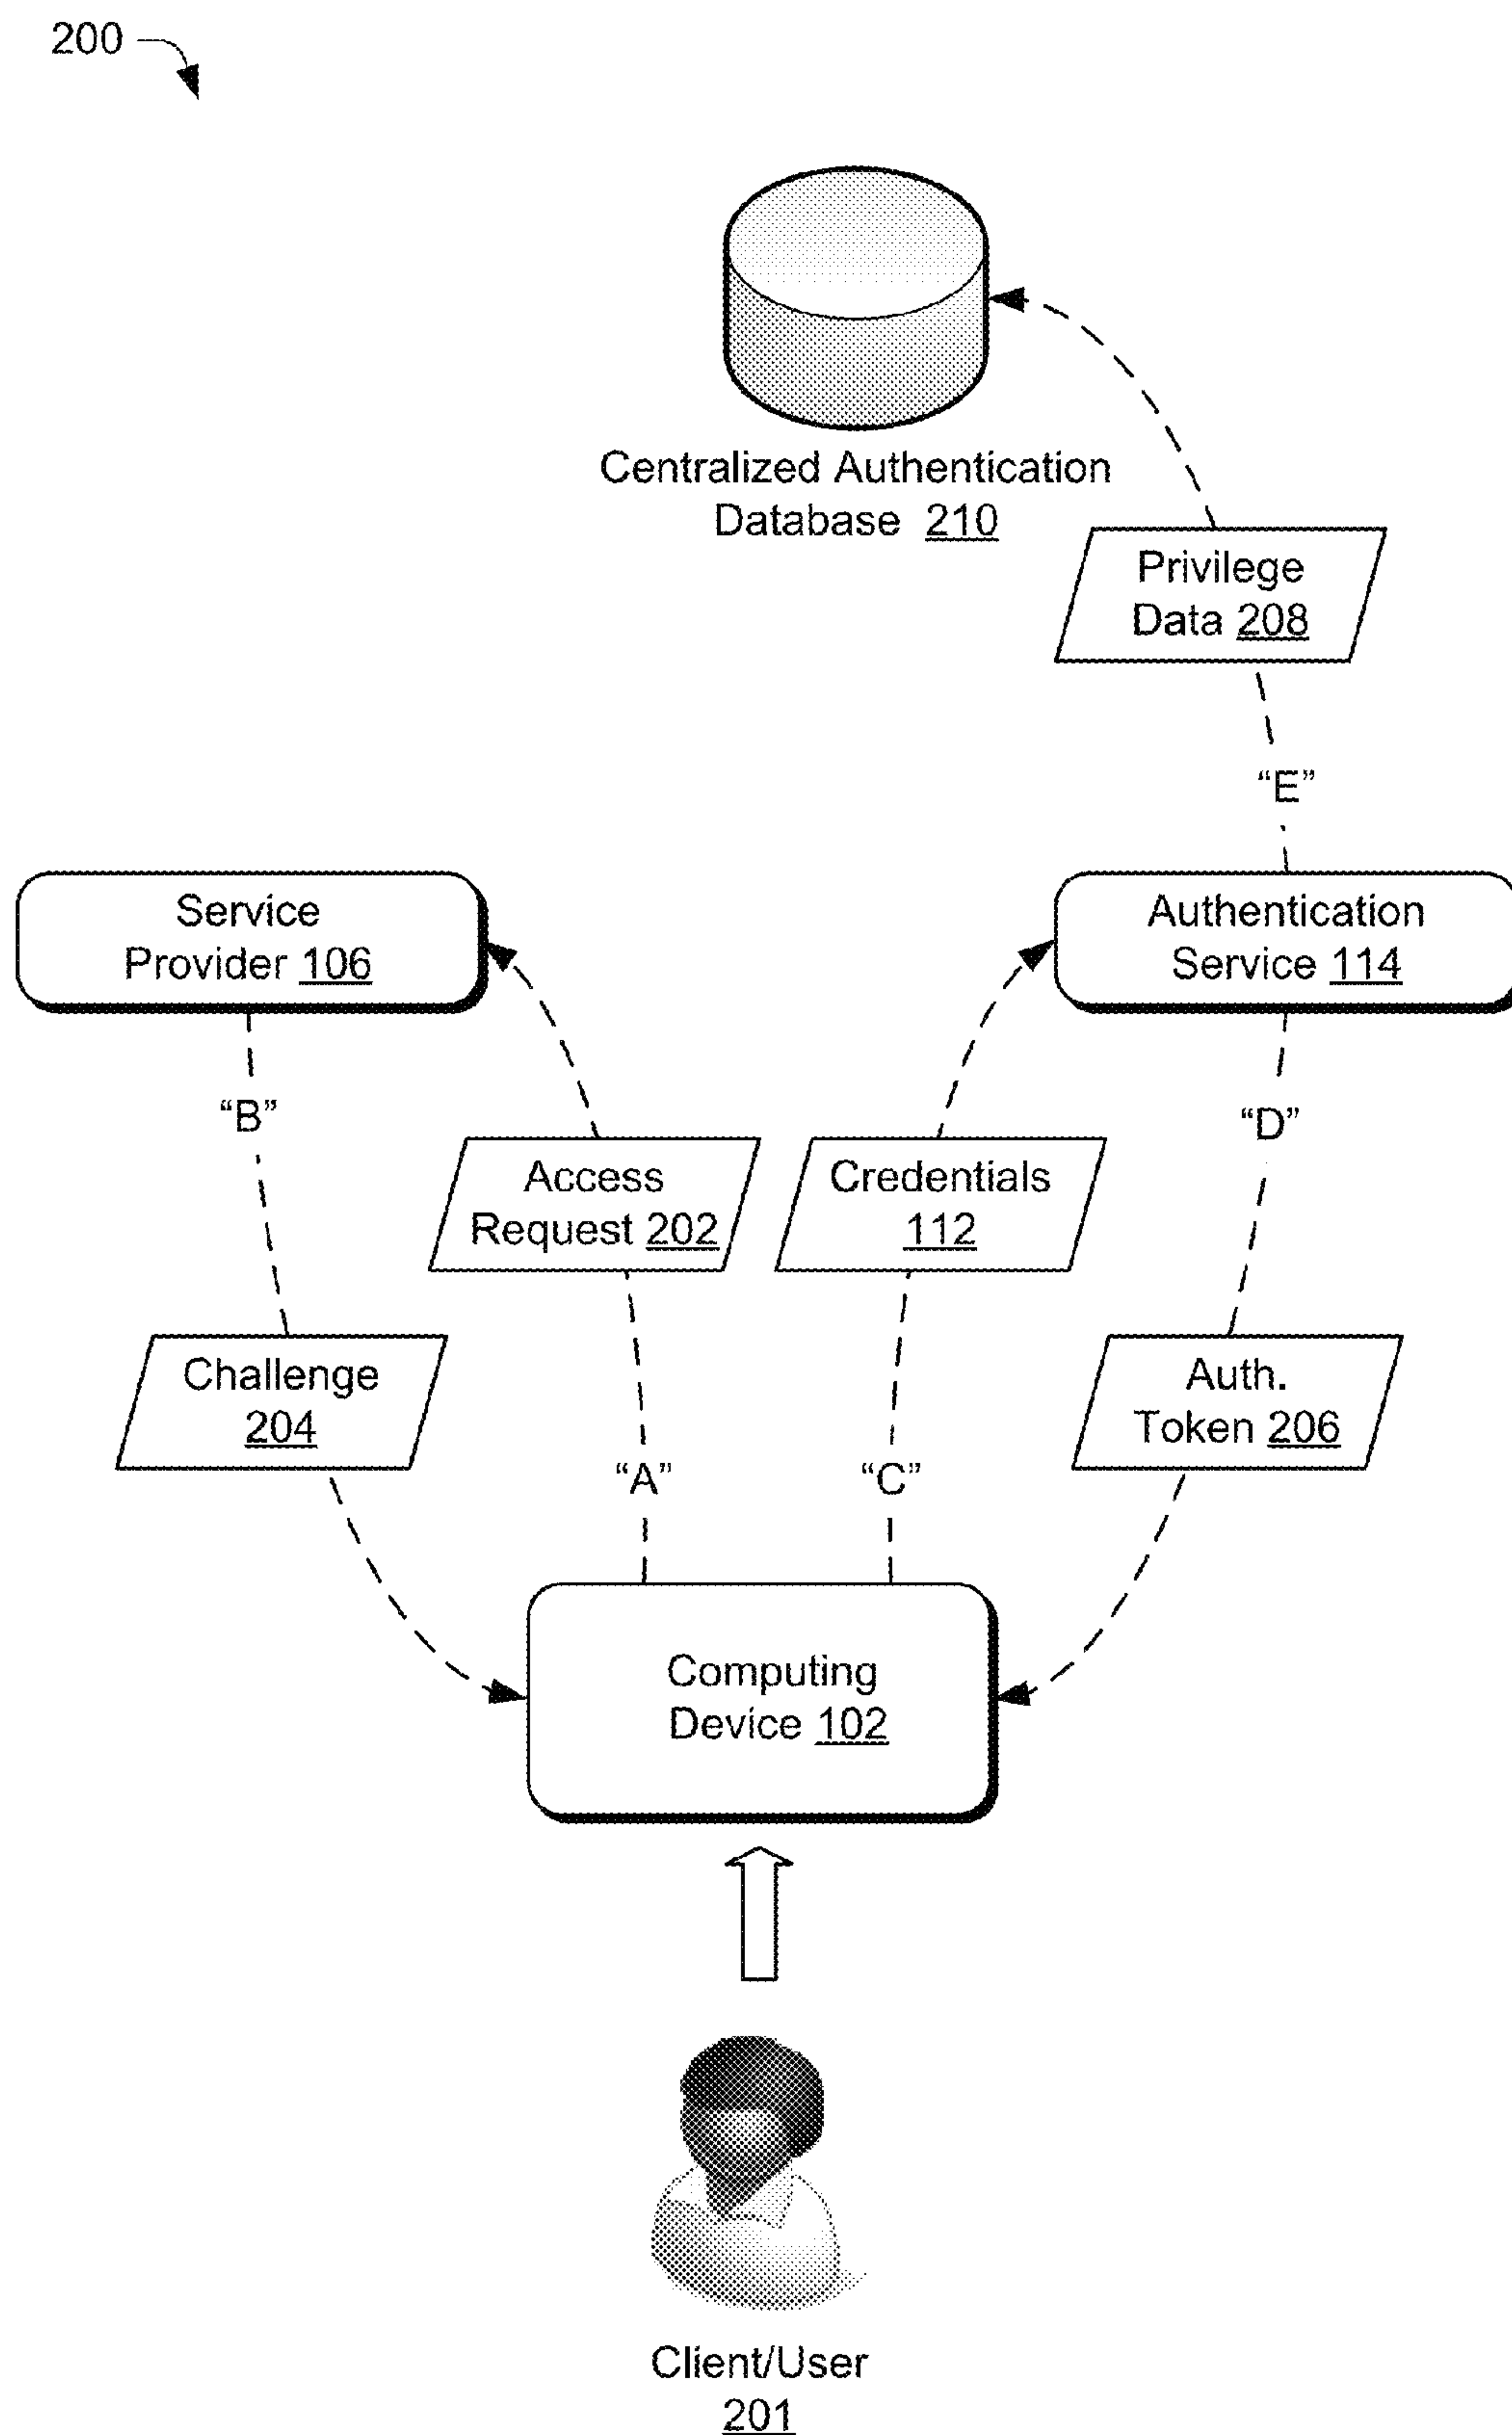 200
Centralized Authentication
Database 210
Privilege
Data 208
“E”
Service
Provider 106
Authentication
Service 114
“B”
“D”
Access
Request 202
Credentials
112
Challenge
204
Auth.
Token 206
“A”
“C”
Computing
Device 102
Client/User
201